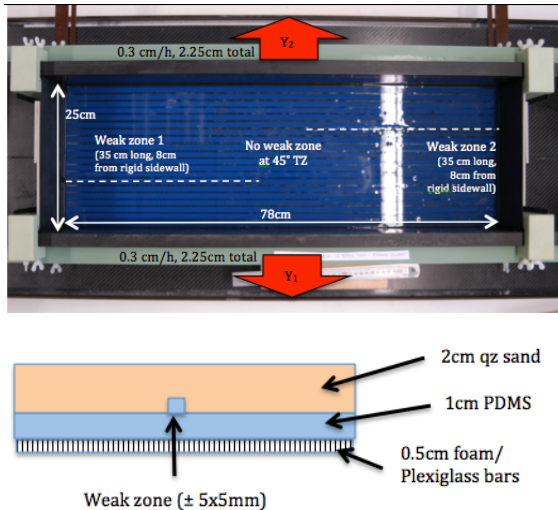 Y₂
0.3 cm/h, 2.25cm total
25cm
Weak zone 1
(35 cm long, 8cm
from rigid sidewall)
No weak zone
at 45° TZ
Weak zone 2
(35 cm long,
8cm from
rigid sidewall)
78cm
0.3 cm/h, 2.25cm total
Y₁
2cm qz sand
1cm PDMS
0.5cm foam/
Plexiglass bars
Weak zone (± 5x5mm)